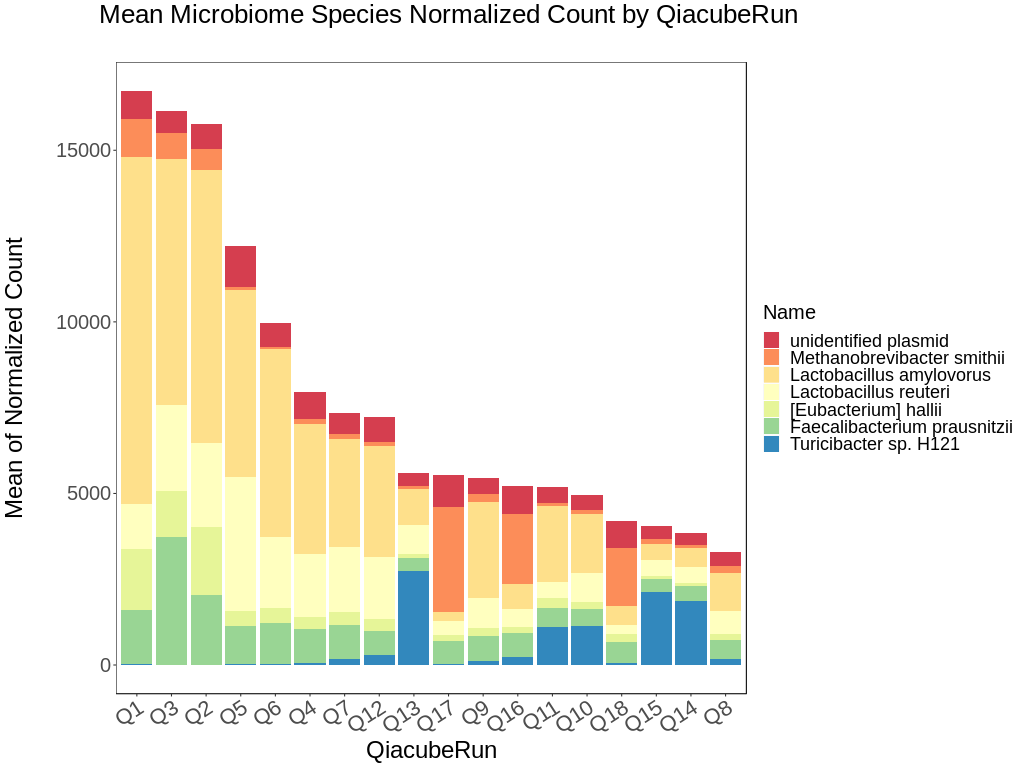 Mean Microbiome Species Normalized Count by QiacubeRun
Mean of Normalized Count
15000
10000
5000
0
Q1 Q3 Q2 Q5 Q6 Q4 Q7 Q12 Q13 Q17 Q9 Q16 Q11 Q10 Q18 Q15 Q14 Q8
QiacubeRun
Name
unidentified plasmid
Methanobrevibacter smithii
Lactobacillus amylovorus
Lactobacillus reuteri
[Eubacterium] hallii
Faecalibacterium prausnitzii
Turicibacter sp. H121